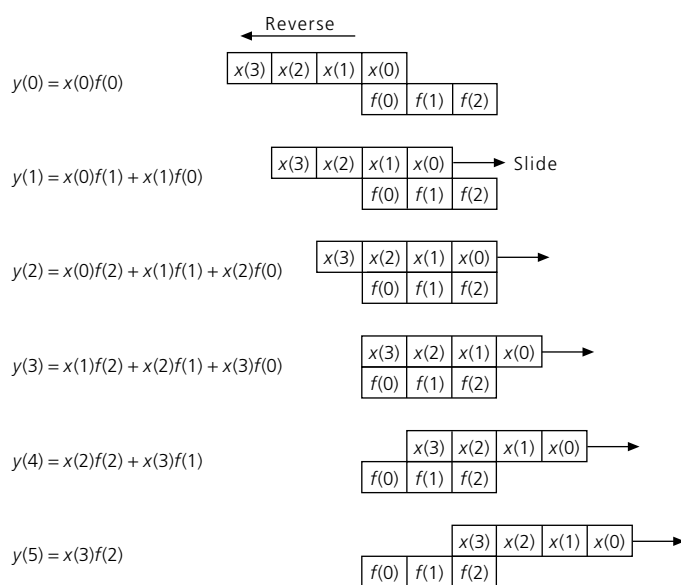 Reverse
y(0) = x(0)f(0)
x(3) x(2) x(1) x(0)
f(0) f(1) f(2)
y(1) = x(0)f(1) + x(1)f(0)
x(3) x(2) x(1) x(0) Slide
f(0) f(1) f(2)
y(2) = x(0)f(2) + x(1)f(1) + x(2)f(0)
x(3) x(2) x(1) x(0)
f(0) f(1) f(2)
y(3) = x(1)f(2) + x(2)f(1) + x(3)f(0)
x(3) x(2) x(1) x(0)
f(0) f(1) f(2)
y(4) = x(2)f(2) + x(3)f(1)
x(3) x(2) x(1) x(0)
f(0) f(1) f(2)
y(5) = x(3)f(2)
x(3) x(2) x(1) x(0)
f(0) f(1) f(2)